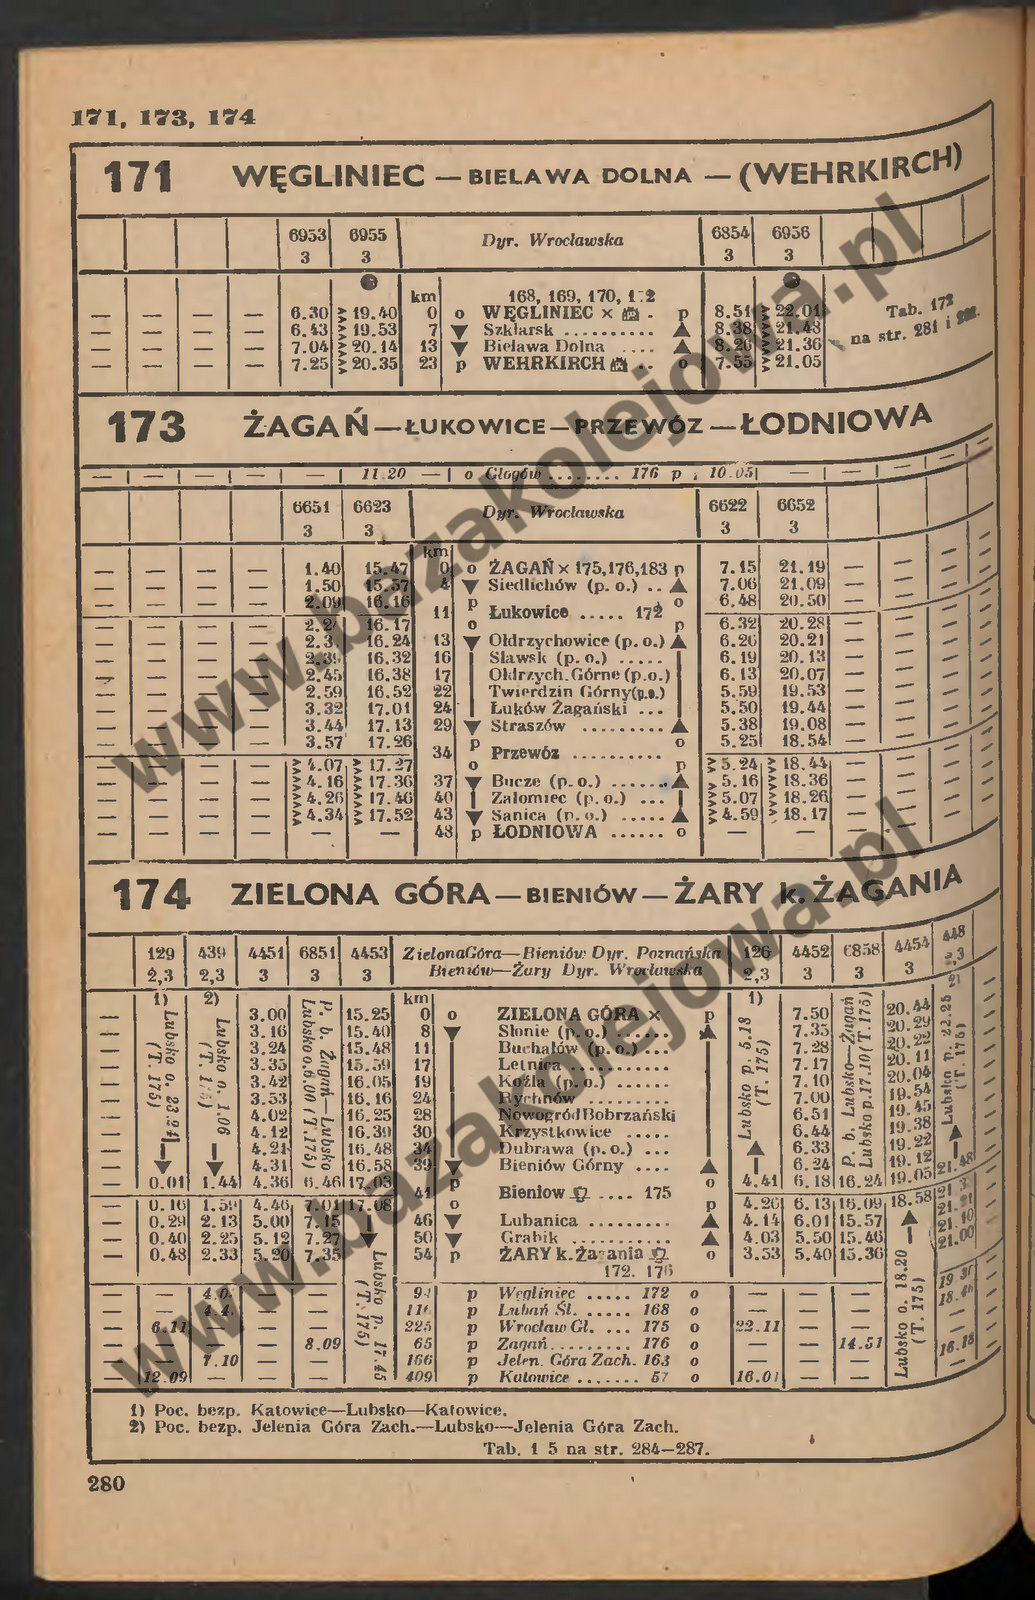 171, 173, 174
171 WĘGLINIEC — BIELAWA DOLNA — (WEHRKIRCH)
6953 6955 Dyr. Wrocławska 6854 6956
3 3 3 3
km 168, 169, 170,
— — — — 6.30 19.40 0 o WĘGLINIEC × . p 8.51 22.01 Tab. 172
— — — — 6.43 19.53 7 Szklarsk .......... 8.38 21.48 na str. 281 i
— — — — 7.04 20.14 13 Bielawa Dolna .... 8.20 21.36
— — — — 7.25 20.35 23 p WEHRKIRCH .. o 7.55 21.05
173 ŻAGAŃ—ŁUKOWICE—PRZEWÓZ—ŁODNIOWA
— — — — 11.20 — o Głogów ........ 176 p 10.05 — — — —
6651 6623 Dyr. Wrocławska 6622 6652
3 3 3 3
km
— — — — 1.40 15.47 0 o ŻAGAŃ × 175,176,183 p 7.15 21.19 — — — —
— — — — 1.50 15.57 4 Siedlichów (p. o.) .. 7.06 21.09 — — — —
— — — — 2.09 16.16 11 p Łukowice ..... 172 o 6.48 20.50 — — — —
— — — — 16.17 o p 6.32 20.28 — — — —
— — — — 16.24 13 Ołdrzychowice (p. o.) 6.26 20.21 — — — —
— — — — 16.32 16 Sławsk (p. o.) ..... 6.19 20.13 — — — —
— — — — 2.45 16.38 17 Ołdrzych. Górne (p.o.) 6.13 20.07 — — — —
— — — — 2.59 16.52 22 Twierdzin Górny(p.o.) 5.59 19.53 — — — —
— — — — 3.32 17.01 24 Łuków Żagański ... 5.50 19.44 — — — —
— — — — 3.44 17.13 29 Straszów .......... 5.38 19.08 — — — —
— — — — 3.57 17.26 34 p Przewóz .......... o 5.25 18.54 — — — —
— — — — 4.07 17.27 o p 5.24 18.44 — — — —
— — — — 4.16 17.36 37 Bucze (p. o.) ...... 5.16 18.36 — — — —
— — — — 4.26 17.46 40 Załomiec (p. o.) ... 5.07 18.26 — — — —
— — — — 4.34 17.52 43 Sanica (p. o.) ..... 4.59 18.17 — — — —
— — 48 p ŁODNIOWA ...... o — —
174 ZIELONA GÓRA—BIENIÓW—ŻARY k. ŻAGANIA
129 439 4451 6851 4453 Zielona Góra—Bieniów Dyr. Poznańska 126 4452 6858 4454 448
2,3 2,3 3 3 3 Bieniów—Żary Dyr. Wrocławska 2,3 3 3 3 2,3
1) 2) km 1) 2)
Lubsko o. 23.24 (T. 175)
Lubsko o. 1.06
P. b. Żagań—Lubsko
Lubsko o. 6.00 (T.175)
— 3.00 15.25 0 o ZIELONA GÓRA × p 7.50 20.44
— 3.16 15.40 8 Słonie (p. o.) ...... 7.35 20.29
— 3.24 15.48 11 Buchałów (p. o.) ... 7.28 20.22
— 3.35 15.59 17 Letnica ........... 7.17 20.11
— 3.42 16.05 19 Koźla (p. o.) ...... 7.10 20.04
— 3.53 16.16 24 Rychnów ......... 7.00 19.54
— 4.02 16.25 28 Nowogród Bobrzański 6.51 19.45
— 4.12 16.39 30 Krzystkowice ..... 6.44 19.38
— 4.21 16.48 34 Dubrawa (p. o.) ... 6.33 19.22
— 4.31 16.58 39 Bieniów Górny .... 6.24 19.12
— 0.01 1.44 4.36 6.46 17.03 41 p Bieniów .... 175 o 4.41 6.18 16.24 19.05 21.48
Lubsko p. 5.18 (T. 175)
P. b. Lubsko—Żagań
Lubsko p. 17.10 (T.175)
Lubsko p. 22.25 (T. 175)
— 0.16 1.59 4.46 7.01 17.08 o p 4.26 6.13 16.09 18.58
— 0.29 2.13 5.00 7.15 46 Lubanica ......... 4.14 6.01 15.57 21.21
— 0.40 2.25 5.12 7.27 50 Grabik ........... 4.03 5.50 15.46 21.10
— 0.48 2.33 5.20 7.35 54 p ŻARY k. Żagania o 3.53 5.40 15.36 21.00
172. 176
Lubsko p. 17.45 (T. 175)
Lubsko o. 18.20 (T. 175)
— — — — 94 p Węgliniec ..... 172 o — — —
— — — p Lubań Śl. ..... 168 o — — —
— 6.11 — — — 225 p Wrocław Gł. ... 175 o 22.11 — —
— — — — 8.09 65 p Żagań ......... 176 o — — 14.51
— — 7.10 — — 166 p Jelen. Góra Zach. 163 o — — — 16.18
— 12.09 — — — 409 p Katowice ....... 57 o 16.01 — —
1) Poc. bezp. Katowice—Lubsko—Katowice.
2) Poc. bezp. Jelenia Góra Zach.—Lubsko—Jelenia Góra Zach.
Tab. 1 5 na str. 284—287.
280
www.bazakolejowa.pl
www.bazakolejowa.pl